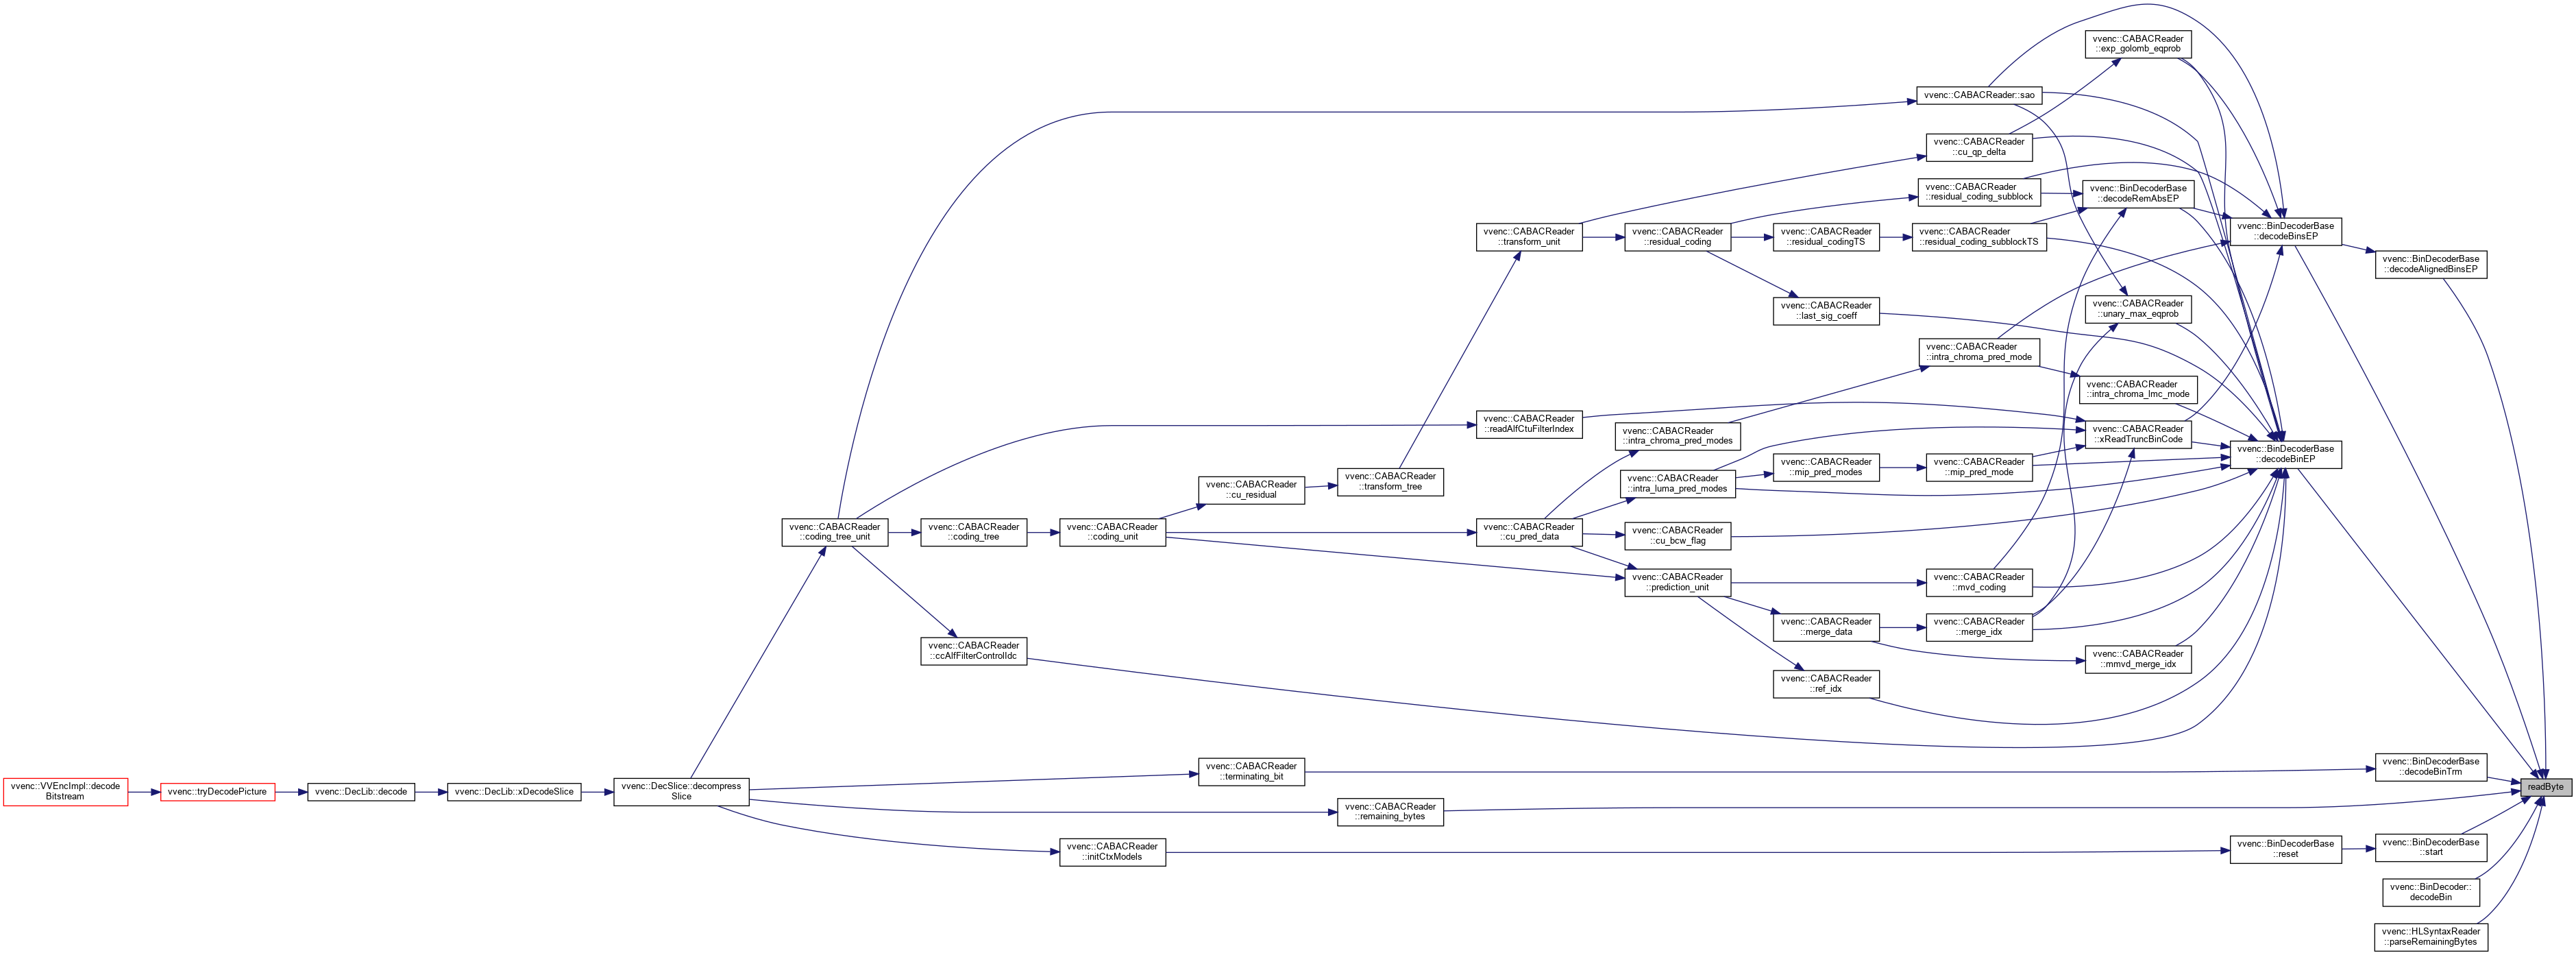 vvenc::CABACReader
::exp_golomb_eqprob
vvenc::CABACReader::sao
vvenc::CABACReader
::cu_qp_delta
vvenc::CABACReader
::residual_coding_subblock
vvenc::BinDecoderBase
::decodeRemAbsEP
vvenc::CABACReader
::transform_unit
vvenc::CABACReader
::residual_coding
vvenc::CABACReader
::residual_codingTS
vvenc::CABACReader
::residual_coding_subblockTS
vvenc::BinDecoderBase
::decodeBinsEP
vvenc::BinDecoderBase
::decodeAlignedBinsEP
vvenc::CABACReader
::last_sig_coeff
vvenc::CABACReader
::unary_max_eqprob
vvenc::CABACReader
::intra_chroma_pred_mode
vvenc::CABACReader
::intra_chroma_lmc_mode
vvenc::CABACReader
::readAlfCtuFilterIndex
vvenc::CABACReader
::intra_chroma_pred_modes
vvenc::CABACReader
::xReadTruncBinCode
vvenc::BinDecoderBase
::decodeBinEP
vvenc::CABACReader
::transform_tree
vvenc::CABACReader
::cu_residual
vvenc::CABACReader
::intra_luma_pred_modes
vvenc::CABACReader
::mip_pred_modes
vvenc::CABACReader
::mip_pred_mode
vvenc::CABACReader
::coding_tree_unit
vvenc::CABACReader
::coding_tree
vvenc::CABACReader
::coding_unit
vvenc::CABACReader
::cu_pred_data
vvenc::CABACReader
::cu_bcw_flag
vvenc::CABACReader
::prediction_unit
vvenc::CABACReader
::mvd_coding
vvenc::CABACReader
::merge_data
vvenc::CABACReader
::merge_idx
vvenc::CABACReader
::ccAlfFilterControlIdc
vvenc::CABACReader
::mmvd_merge_idx
vvenc::CABACReader
::ref_idx
vvenc::VVEncImpl::decode
Bitstream
vvenc::tryDecodePicture
vvenc::DecLib::decode
vvenc::DecLib::xDecodeSlice
vvenc::DecSlice::decompress
Slice
vvenc::CABACReader
::terminating_bit
vvenc::BinDecoderBase
::decodeBinTrm
readByte
vvenc::CABACReader
::remaining_bytes
vvenc::CABACReader
::initCtxModels
vvenc::BinDecoderBase
::reset
vvenc::BinDecoderBase
::start
vvenc::BinDecoder::
decodeBin
vvenc::HLSyntaxReader
::parseRemainingBytes